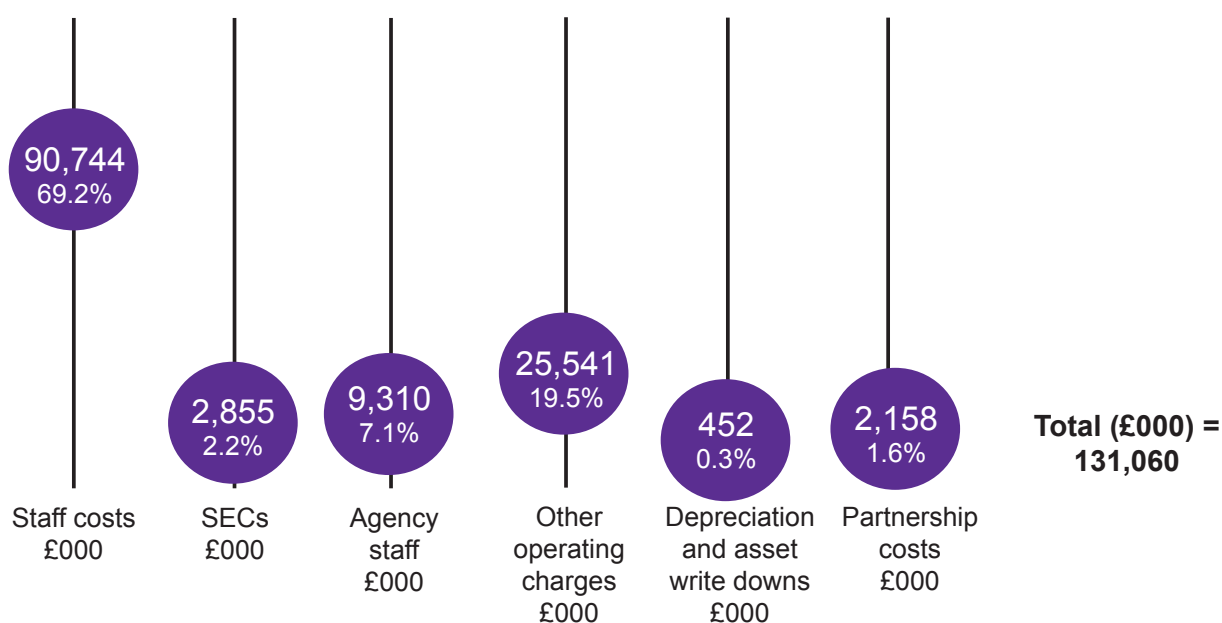 90,744
69.2%
2,855
2.2%
9,310
7.1%
25,541
19.5%
452
0.3%
2,158
1.6%
Total (£000) =
131,060
Staff costs
£000
SECs
£000
Agency
staff
£000
Other
operating
charges
£000
Depreciation
and asset
write downs
£000
Partnership
costs
£000